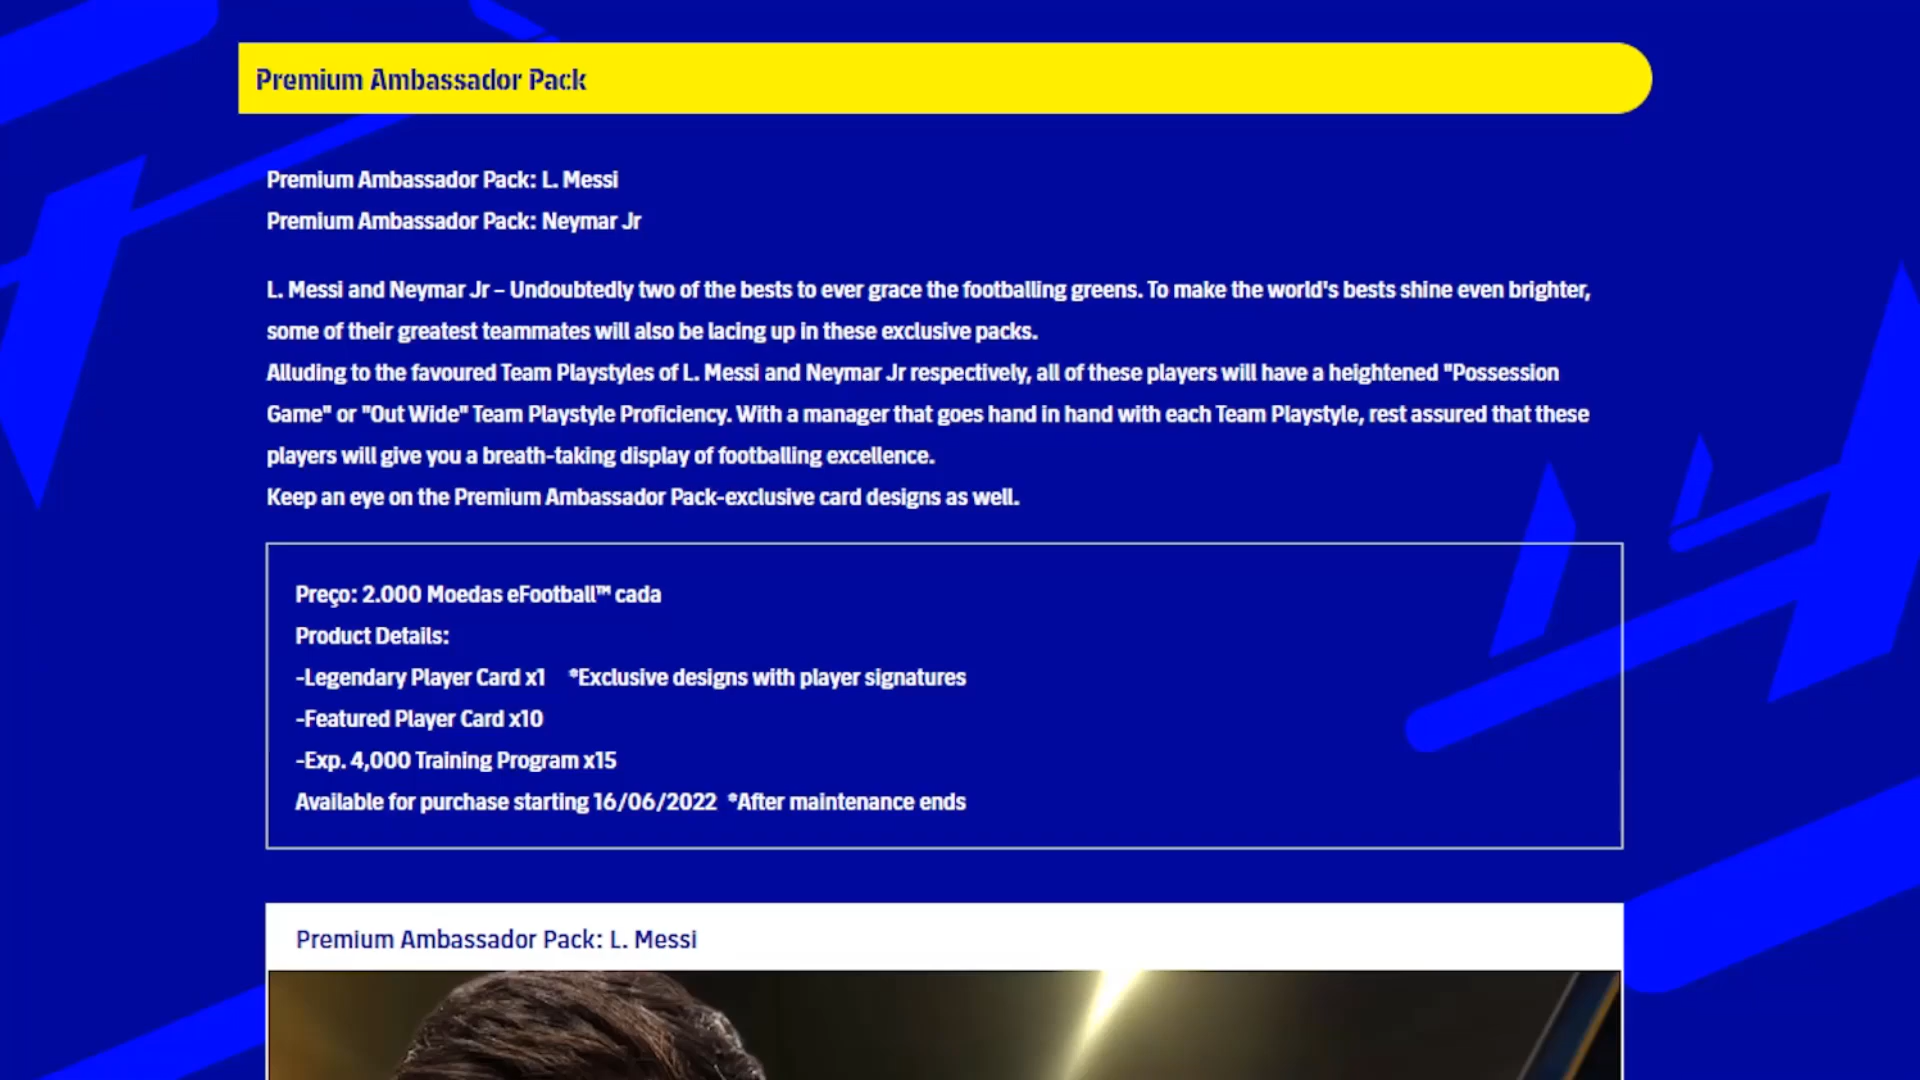 Premium Ambassador Pack
Premium Ambassador Pack: L. Messi
Premium Ambassador Pack: Neymar Jr
L. Messi and Neymar Jr – Undoubtedly two of the bests to ever grace the footballing greens. To make the world's bests shine even brighter,
some of their greatest teammates will also be lacing up in these exclusive packs.
Alluding to the favoured Team Playstyles of L. Messi and Neymar Jr respectively, all of these players will have a heightened "Possession
Game" or "Out Wide" Team Playstyle Proficiency. With a manager that goes hand in hand with each Team Playstyle, rest assured that these
players will give you a breath-taking display of footballing excellence.
Keep an eye on the Premium Ambassador Pack-exclusive card designs as well.
Preço: 2.000 Moedas eFootball™ cada
Product Details:
-Legendary Player Card x1 *Exclusive designs with player signatures
-Featured Player Card x10
-Exp. 4,000 Training Program x15
Available for purchase starting 16/06/2022 *After maintenance ends
Premium Ambassador Pack: L. Messi